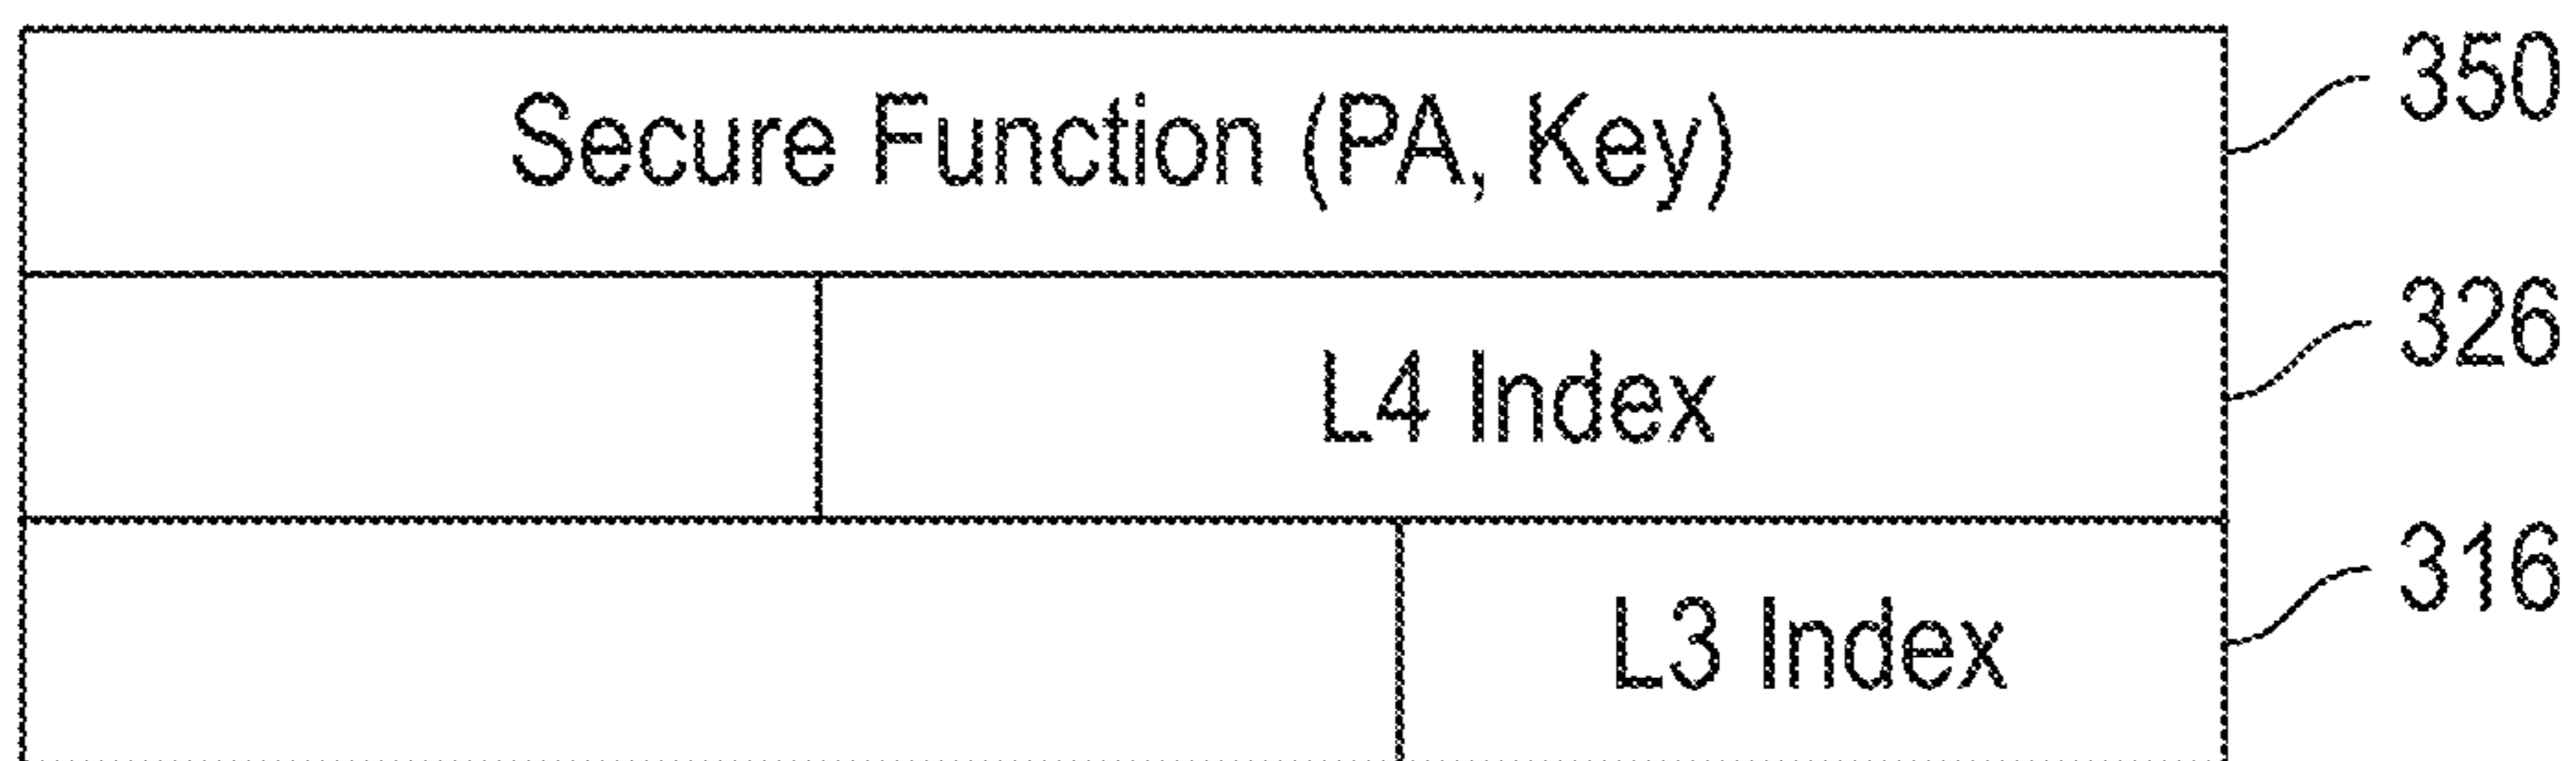 Secure Function (PA, Key) 350
L4 Index 326
L3 Index 316